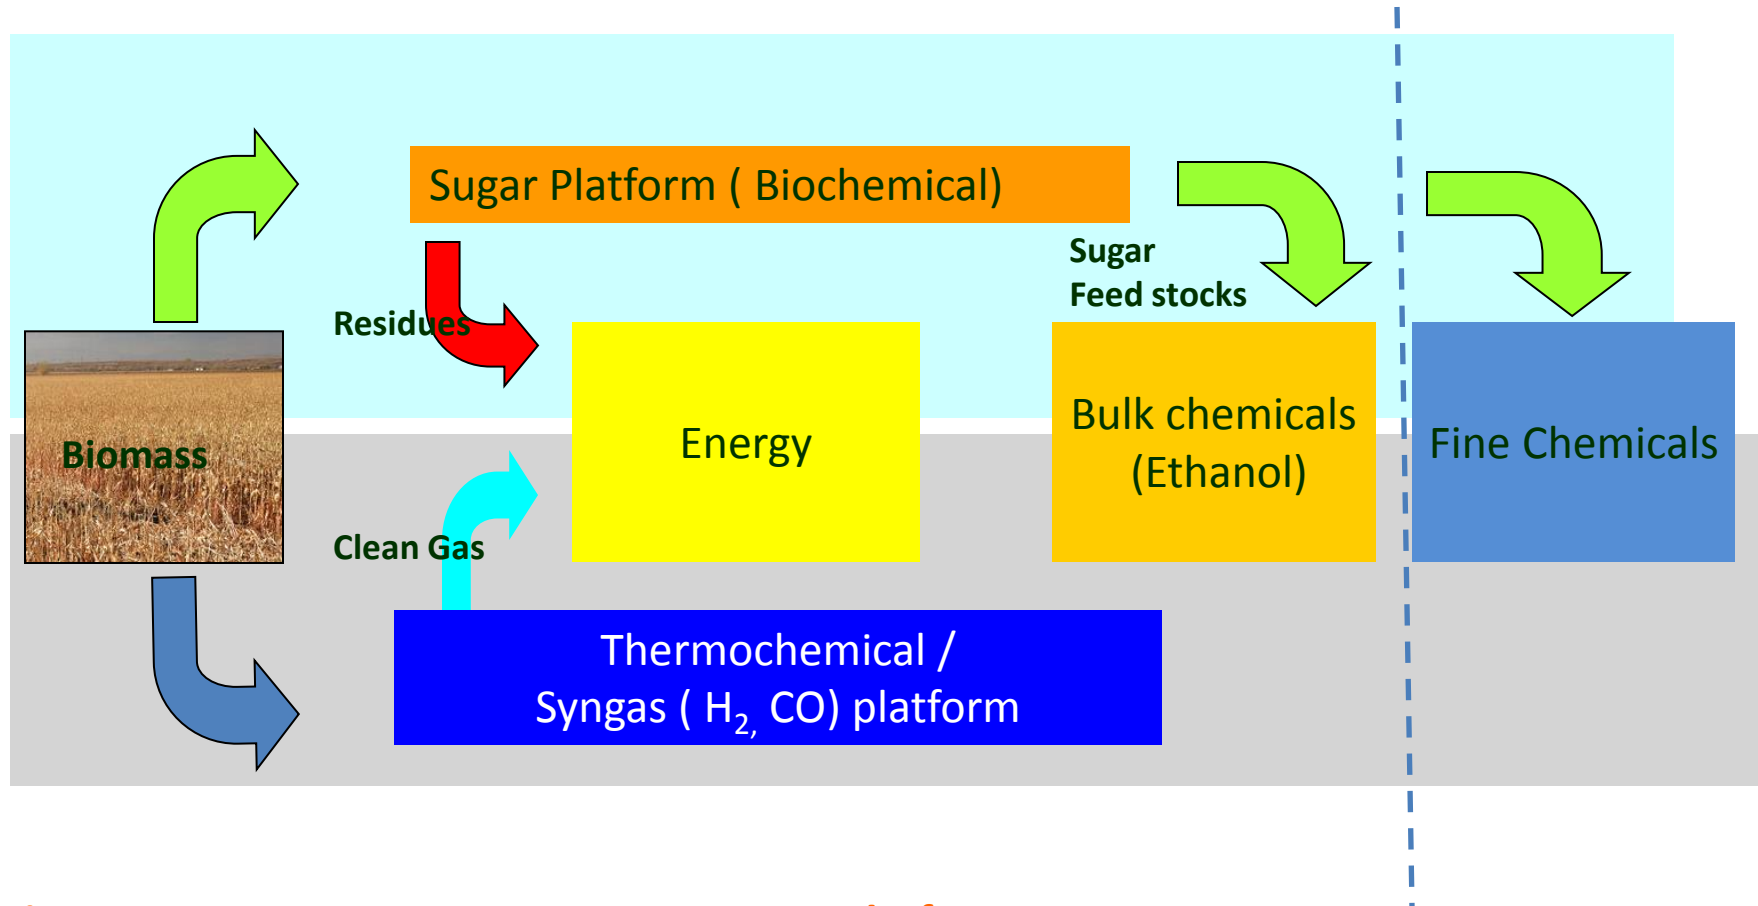 Sugar Platform ( Biochemical)
Sugar
Feed stocks
Residues
Biomass
Energy
Bulk chemicals
(Ethanol)
Fine Chemicals
Clean Gas
Thermochemical /
Syngas ( H₂, CO) platform